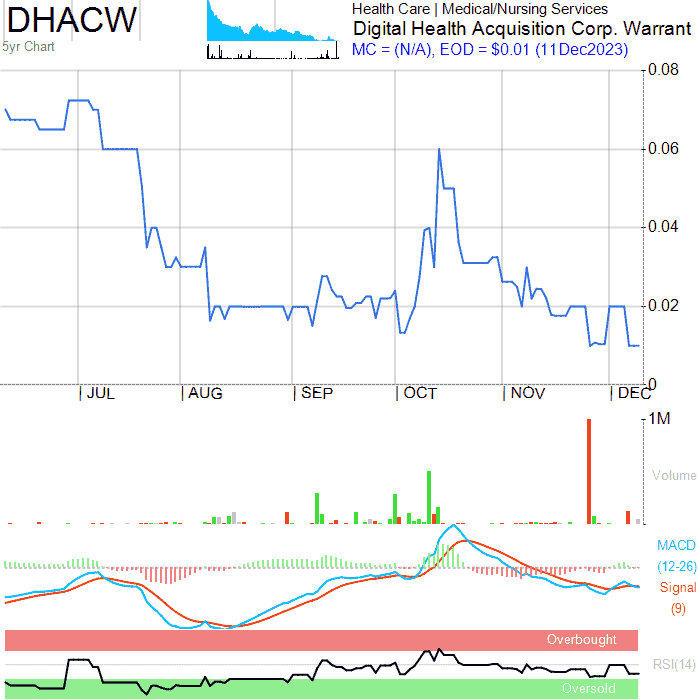 DHACW
5yr Chart
Health Care | Medical/Nursing Services
Digital Health Acquisition Corp. Warrant
MC = (N/A), EOD = $0.01 (11Dec2023)
0.08
0.06
0.04
0.02
0
| JUL | AUG | SEP | OCT | NOV | DEC
1M
Volume
MACD
(12-26)
Signal
(9)
Overbought
RSI(14)
Oversold